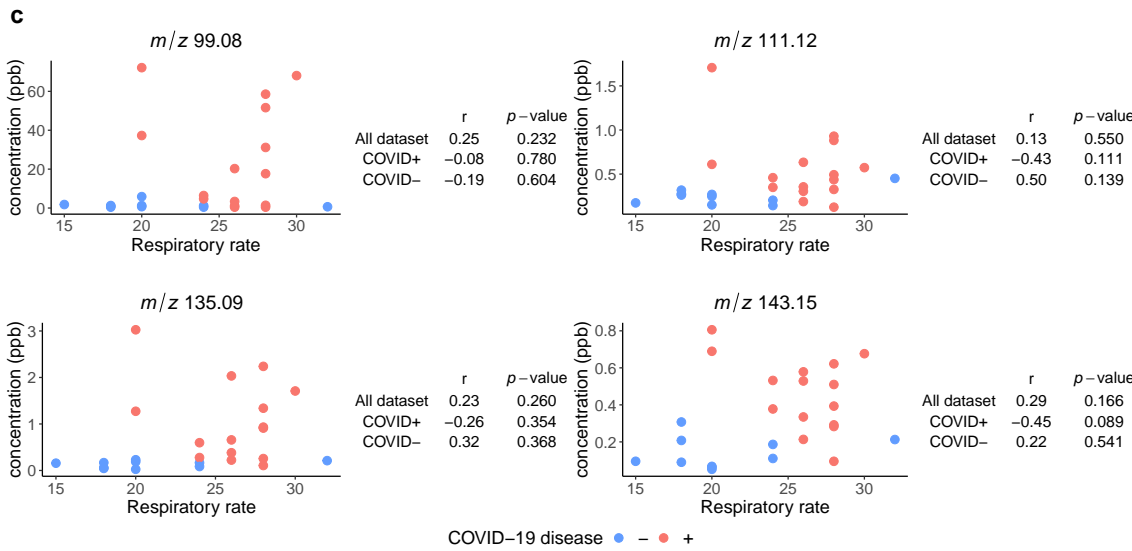 c
m/z 99.08
concentration (ppb)
60
40
20
0
15 20 25 30
Respiratory rate
r p−value
All dataset 0.25 0.232
COVID+ −0.08 0.780
COVID− −0.19 0.604
m/z 111.12
concentration (ppb)
1.5
1.0
0.5
15 20 25 30
Respiratory rate
r p−value
All dataset 0.13 0.550
COVID+ −0.43 0.111
COVID− 0.50 0.139
m/z 135.09
concentration (ppb)
3
2
1
0
15 20 25 30
Respiratory rate
r p−value
All dataset 0.23 0.260
COVID+ −0.26 0.354
COVID− 0.32 0.368
m/z 143.15
concentration (ppb)
0.8
0.6
0.4
0.2
15 20 25 30
Respiratory rate
r p−value
All dataset 0.29 0.166
COVID+ −0.45 0.089
COVID− 0.22 0.541
COVID−19 disease − +